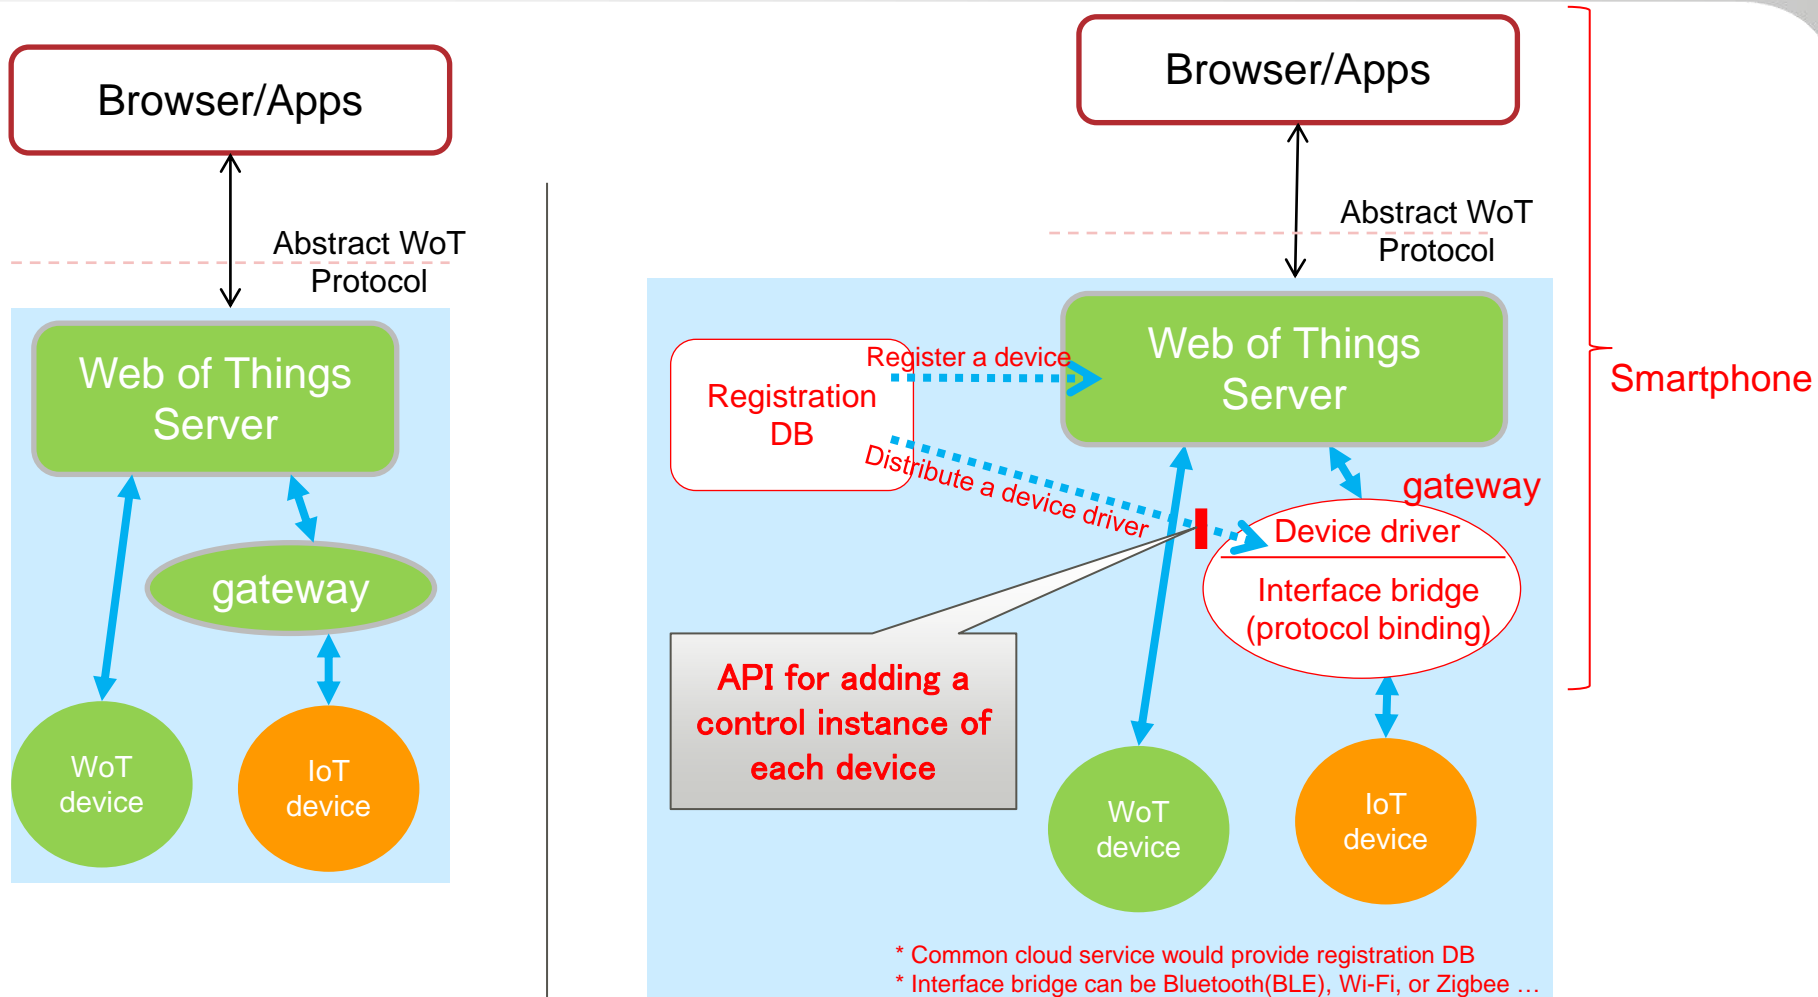 Browser/Apps
Abstract WoT
Protocol
Web of Things
Server
gateway
WoT
device
IoT
device
Browser/Apps
Abstract WoT
Protocol
Smartphone
Web of Things
Server
Register a device
Registration
DB
Distribute a device driver
gateway
Device driver
Interface bridge
(protocol binding)
API for adding a
control instance of
each device
WoT
device
IoT
device
* Common cloud service would provide registration DB
* Interface bridge can be Bluetooth(BLE), Wi-Fi, or Zigbee …